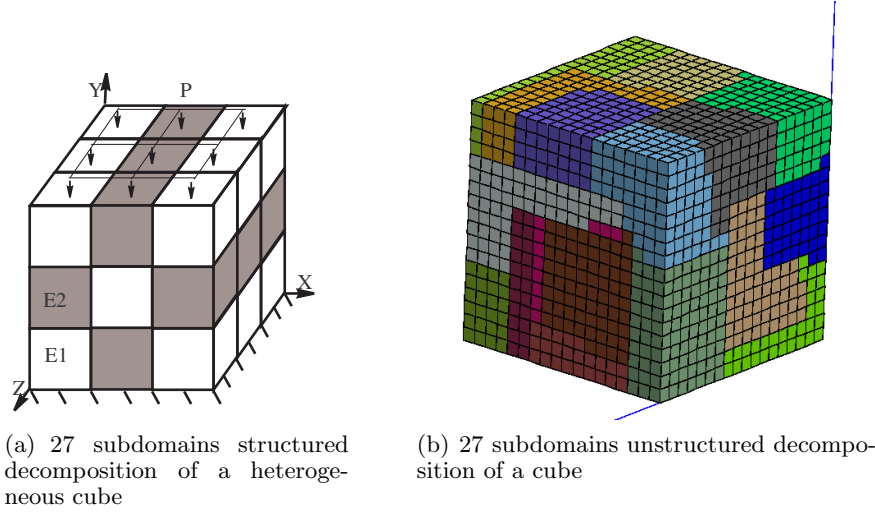 Y
P
X
E2
E1
Z
(a) 27 subdomains structured
decomposition of a heteroge-
neous cube
(b) 27 subdomains unstructured decompo-
sition of a cube